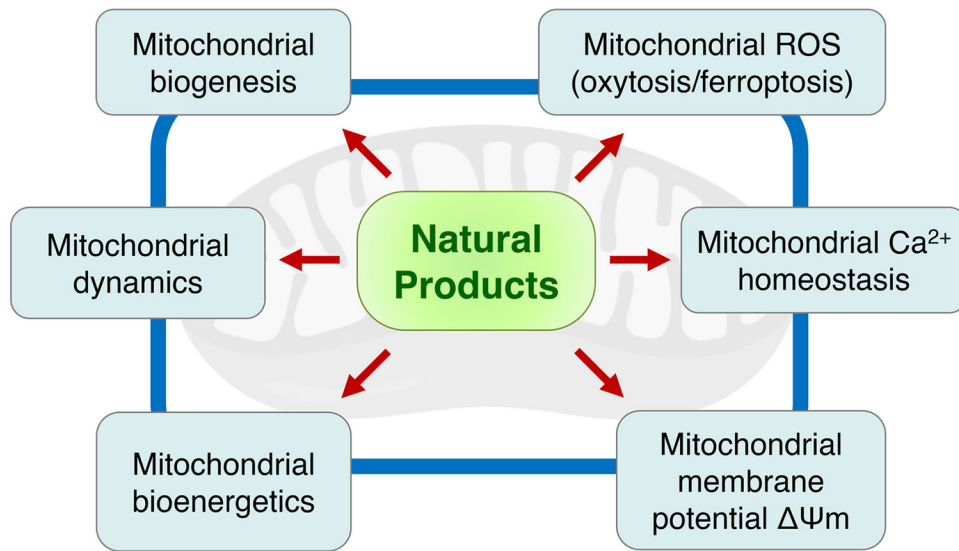 Mitochondrial
biogenesis
Mitochondrial ROS
(oxytosis/ferroptosis)
Mitochondrial
dynamics
Natural
Products
Mitochondrial Ca²⁺
homeostasis
Mitochondrial
bioenergetics
Mitochondrial
membrane
potential ΔΨm